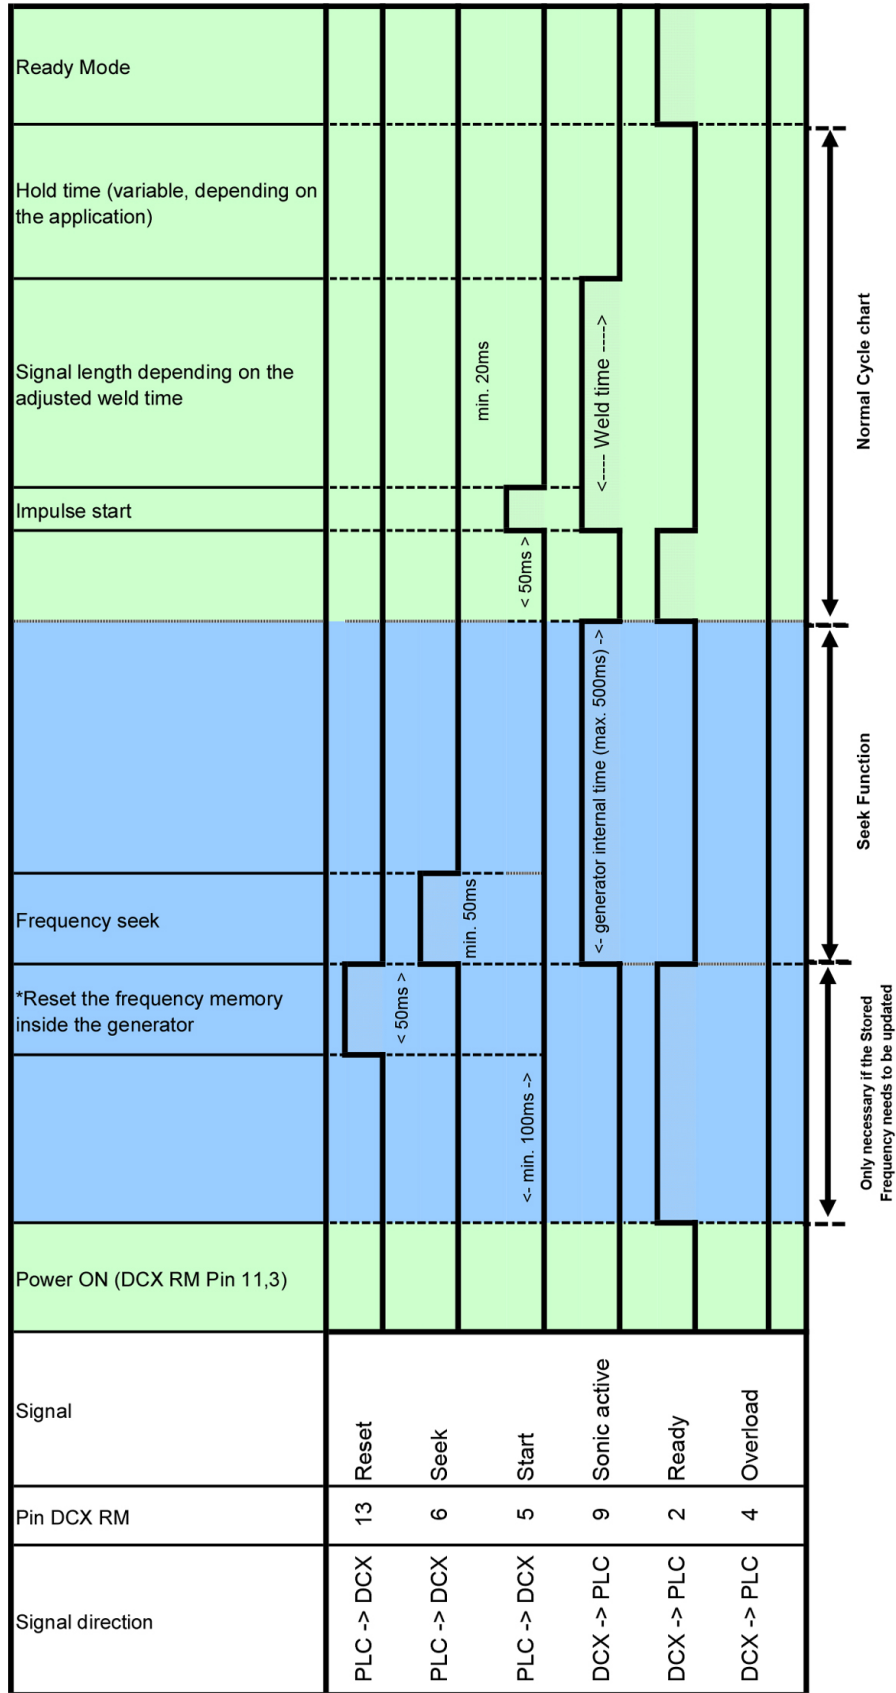 Ready Mode
Hold time (variable, depending on
the application)
Signal length depending on the
adjusted weld time
Impulse start
Frequency seek
*Reset the frequency memory
inside the generator
Power ON (DCX RM Pin 11,3)
Signal
Pin DCX RM
Signal direction
Reset
13
PLC -> DCX
< 50ms >
Seek
6
PLC -> DCX
min. 50ms
min. 20ms
Start
5
PLC -> DCX
<- min. 100ms ->
< 50ms >
Sonic active
9
DCX -> PLC
<- generator internal time (max. 500ms) ->
<---- Weld time ---->
Ready
2
DCX -> PLC
Overload
4
DCX -> PLC
Normal Cycle chart
Seek Function
Only necessary if the Stored
Frequency needs to be updated